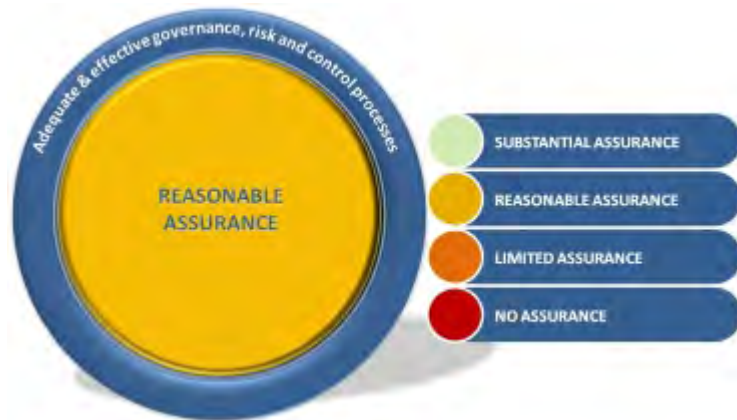 Adequate & effective governance, risk and control processes
REASONABLE
ASSURANCE
SUBSTANTIAL ASSURANCE
REASONABLE ASSURANCE
LIMITED ASSURANCE
NO ASSURANCE